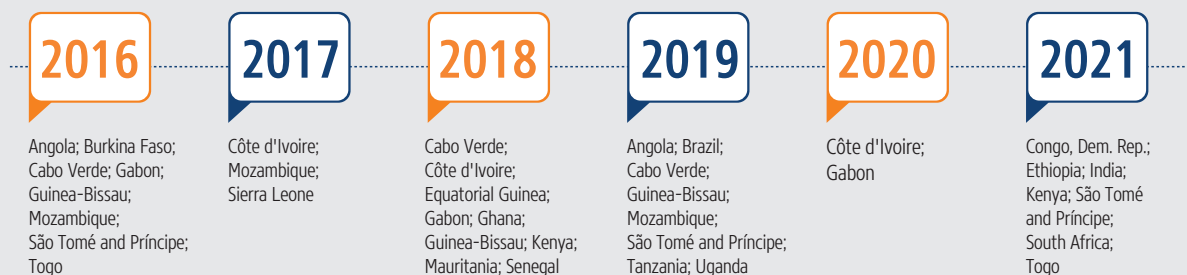 2016
Angola; Burkina Faso;
Cabo Verde; Gabon;
Guinea-Bissau;
Mozambique;
São Tomé and Príncipe;
Togo
2017
Côte d'Ivoire;
Mozambique;
Sierra Leone
2018
Cabo Verde;
Côte d'Ivoire;
Equatorial Guinea;
Gabon; Ghana;
Guinea-Bissau; Kenya;
Mauritania; Senegal
2019
Angola; Brazil;
Cabo Verde;
Guinea-Bissau;
Mozambique;
São Tomé and Príncipe;
Tanzania; Uganda
2020
Côte d'Ivoire;
Gabon
2021
Congo, Dem. Rep.;
Ethiopia; India;
Kenya; São Tomé
and Príncipe;
South Africa;
Togo